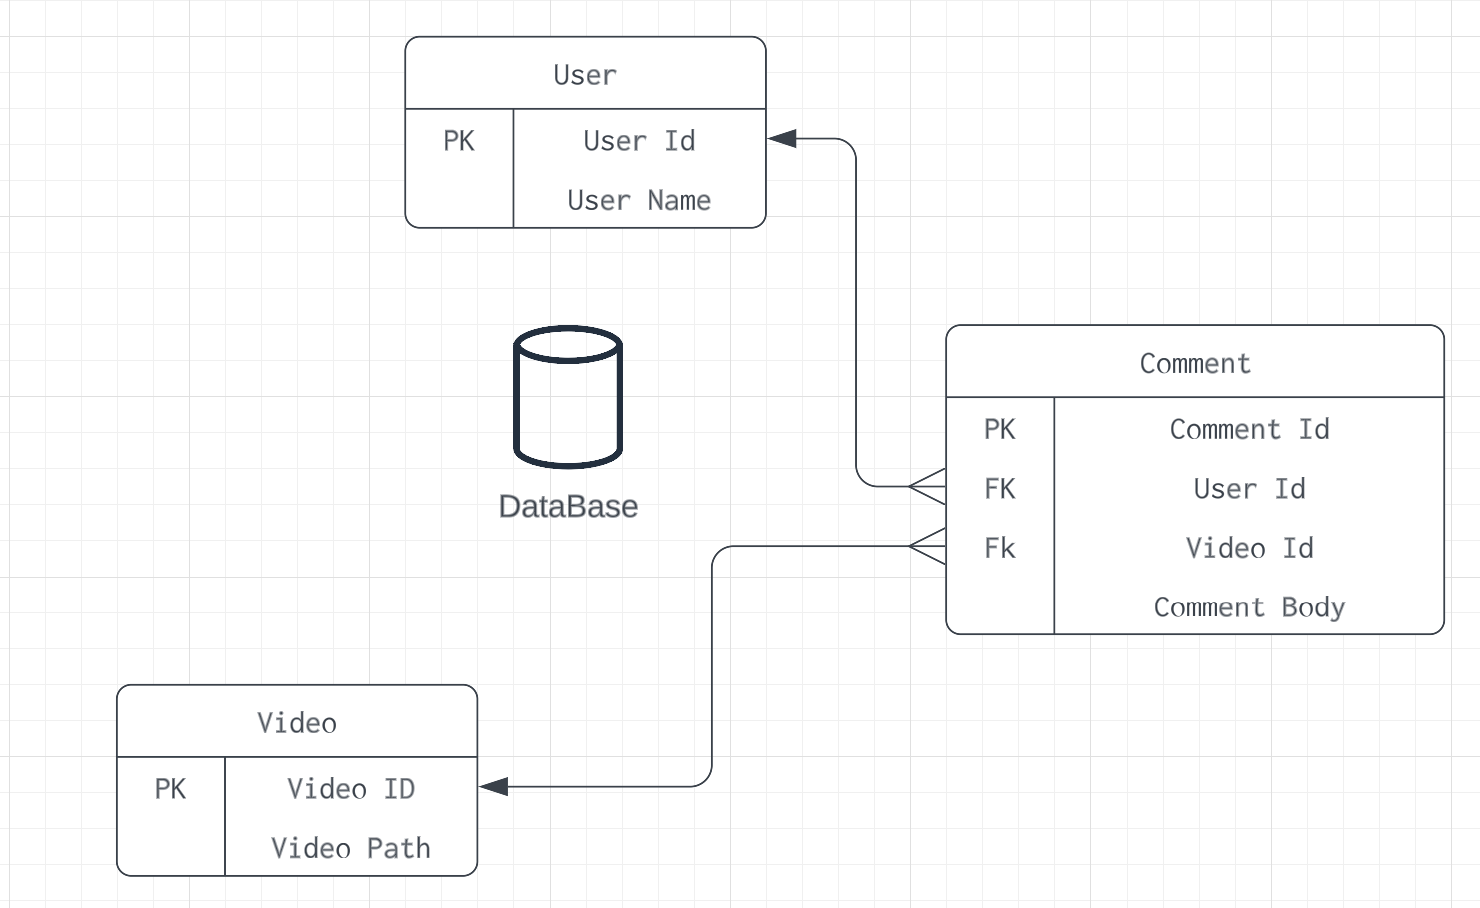 User
PK User Id
User Name
DataBase
Comment
PK Comment Id
FK User Id
Fk Video Id
Comment Body
Video
PK Video ID
Video Path